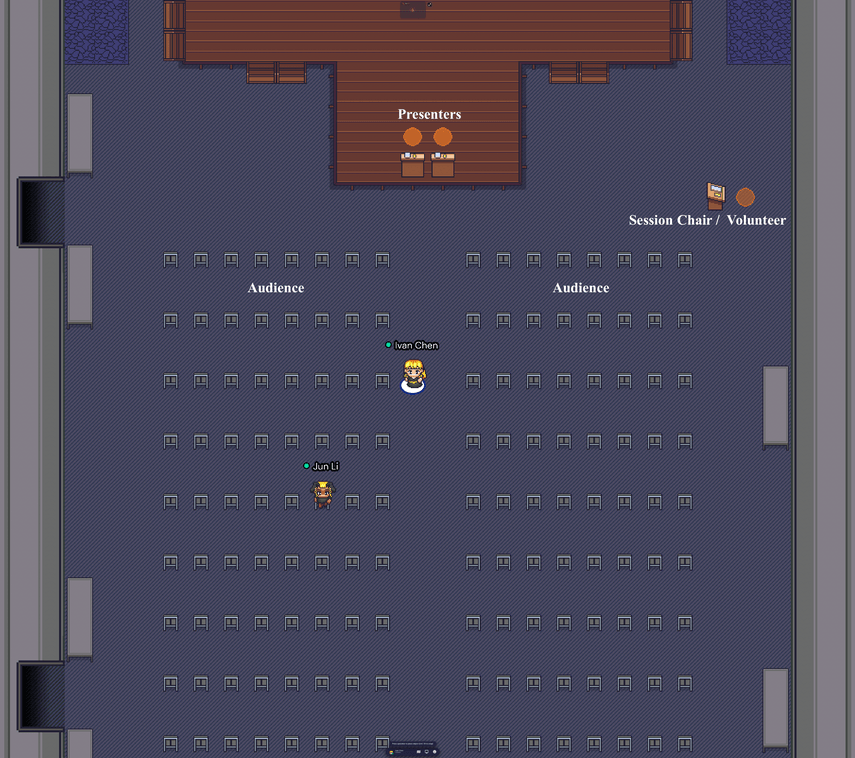 Presenters
Session Chair / Volunteer
Audience Audience
Ivan Chen
Jun Li